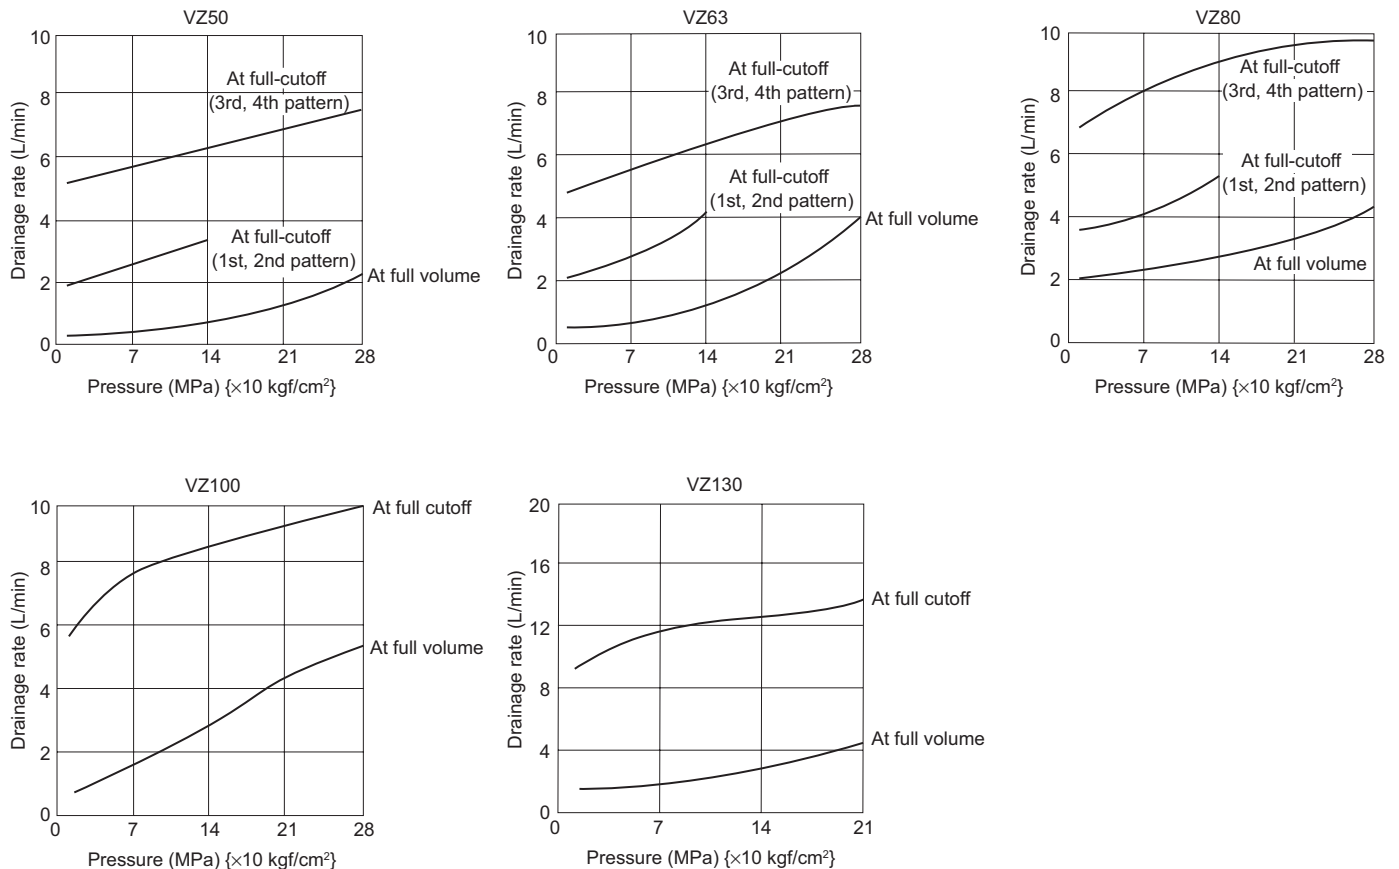 VZ50
10
8
6
4
2
0
0 7 14 21 28
Drainage rate (L/min)
At full-cutoff
(3rd, 4th pattern)
At full-cutoff
(1st, 2nd pattern)
At full volume
Pressure (MPa) {×10 kgf/cm²}
VZ63
10
8
6
4
2
0
0 7 14 21 28
Drainage rate (L/min)
At full-cutoff
(3rd, 4th pattern)
At full-cutoff
(1st, 2nd pattern)
At full volume
Pressure (MPa) {×10 kgf/cm²}
VZ80
10
8
6
4
2
0
0 7 14 21 28
Drainage rate (L/min)
At full-cutoff
(3rd, 4th pattern)
At full-cutoff
(1st, 2nd pattern)
At full volume
Pressure (MPa) {×10 kgf/cm²}
VZ100
10
8
6
4
2
0
0 7 14 21 28
Drainage rate (L/min)
At full cutoff
At full volume
Pressure (MPa) {×10 kgf/cm²}
VZ130
20
16
12
8
4
0
0 7 14 21
Drainage rate (L/min)
At full cutoff
At full volume
Pressure (MPa) {×10 kgf/cm²}